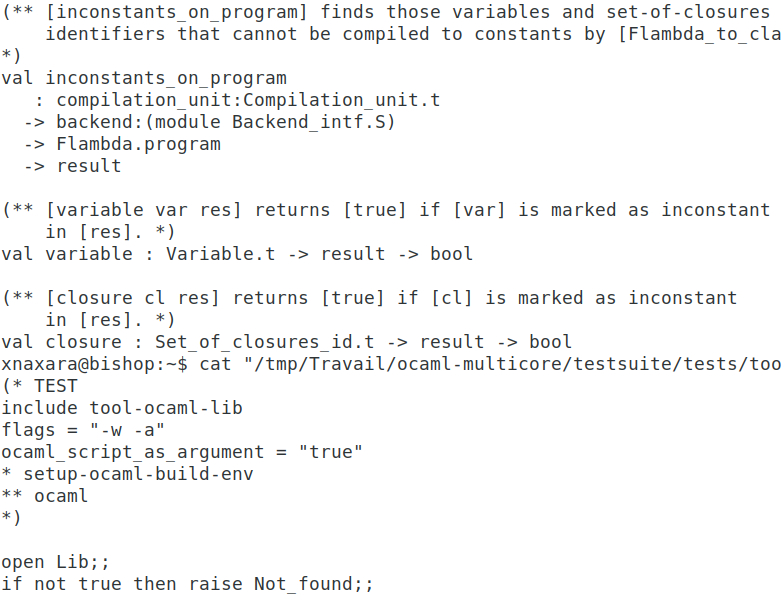 (** [inconstants_on_program] finds those variables and set-of-closures
    identifiers that cannot be compiled to constants by [Flambda_to_cla
*)
val inconstants_on_program
   : compilation_unit:Compilation_unit.t
  -> backend:(module Backend_intf.S)
  -> Flambda.program
  -> result

(** [variable var res] returns [true] if [var] is marked as inconstant
    in [res]. *)
val variable : Variable.t -> result -> bool

(** [closure cl res] returns [true] if [cl] is marked as inconstant
    in [res]. *)
val closure : Set_of_closures_id.t -> result -> bool
xnaxara@bishop:~$ cat "/tmp/Travail/ocaml-multicore/testsuite/tests/too
(* TEST
include tool-ocaml-lib
flags = "-w -a"
ocaml_script_as_argument = "true"
* setup-ocaml-build-env
** ocaml
*)

open Lib;;
if not true then raise Not_found;;